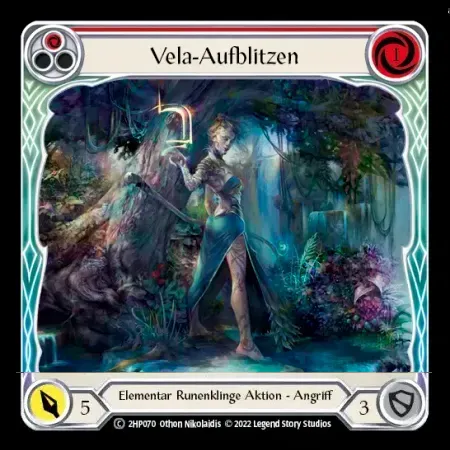 Vela-Aufblitzen
1
5
Elementar Runenklinge Aktion - Angriff
3
© 2HP070 Othon Nikolaidis © 2022 Legend Story Studios